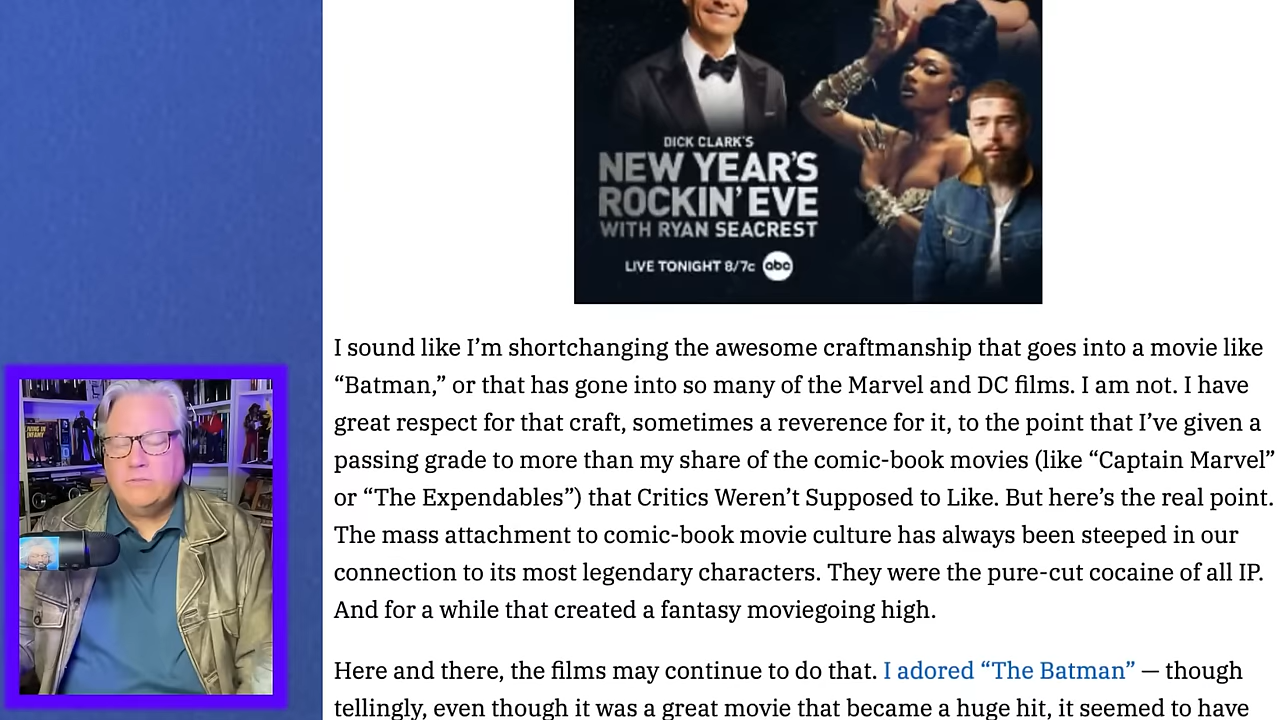 DICK CLARK'S
NEW YEAR'S
ROCKIN' EVE
WITH RYAN SEACREST
LIVE TONIGHT 8/7c abc
I sound like I’m shortchanging the awesome craftmanship that goes into a movie like
“Batman,” or that has gone into so many of the Marvel and DC films. I am not. I have
great respect for that craft, sometimes a reverence for it, to the point that I’ve given a
passing grade to more than my share of the comic-book movies (like “Captain Marvel”
or “The Expendables”) that Critics Weren’t Supposed to Like. But here’s the real point.
The mass attachment to comic-book movie culture has always been steeped in our
connection to its most legendary characters. They were the pure-cut cocaine of all IP.
And for a while that created a fantasy moviegoing high.
Here and there, the films may continue to do that. I adored “The Batman” — though
tellingly, even though it was a great movie that became a huge hit, it seemed to have